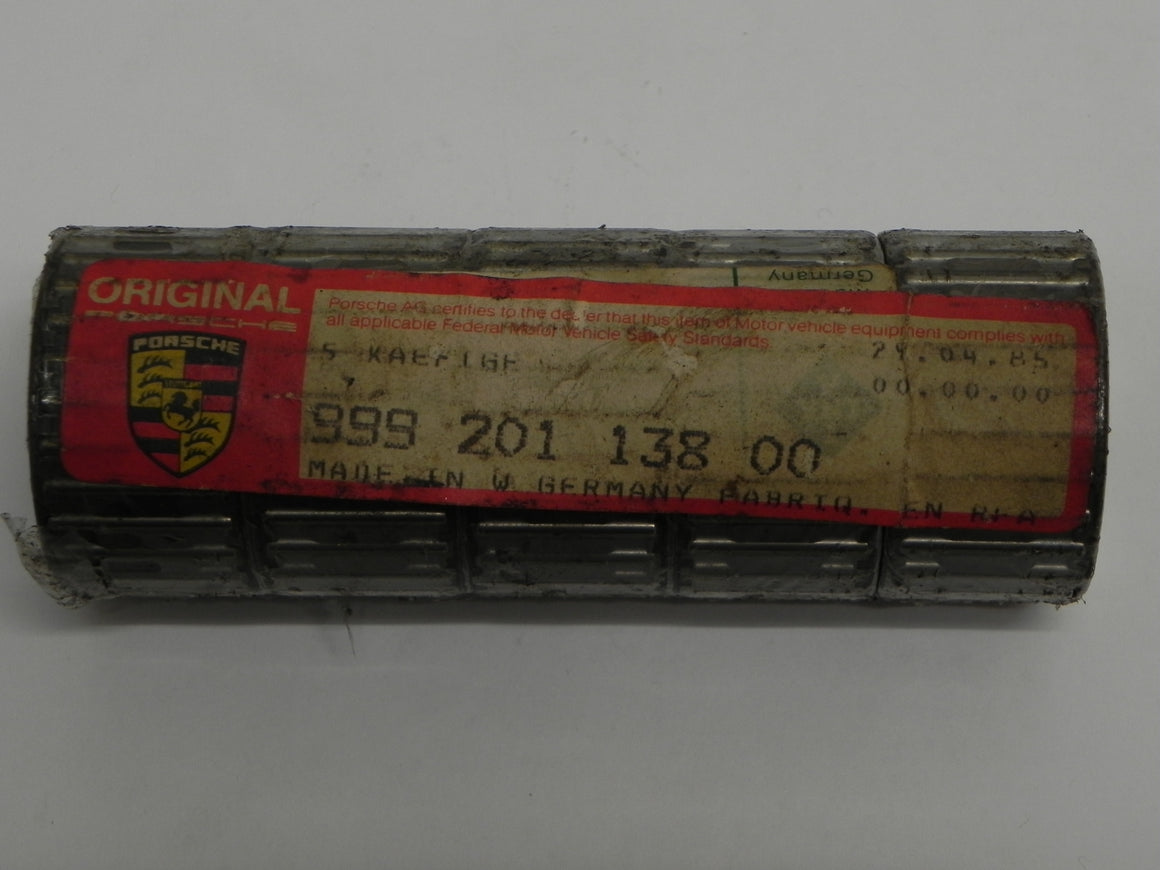 Germany
ORIGINAL
PORSCHE
PORSCHE
Porsche AG certifies to the dealer that this item of Motor vehicle equipment complies with
all applicable Federal Motor Vehicle Safety Standards.
5 KAEFIGE
29.04.85
00.00.00
999 201 138 00
MADE IN W GERMANY FABRIQ. EN RFA